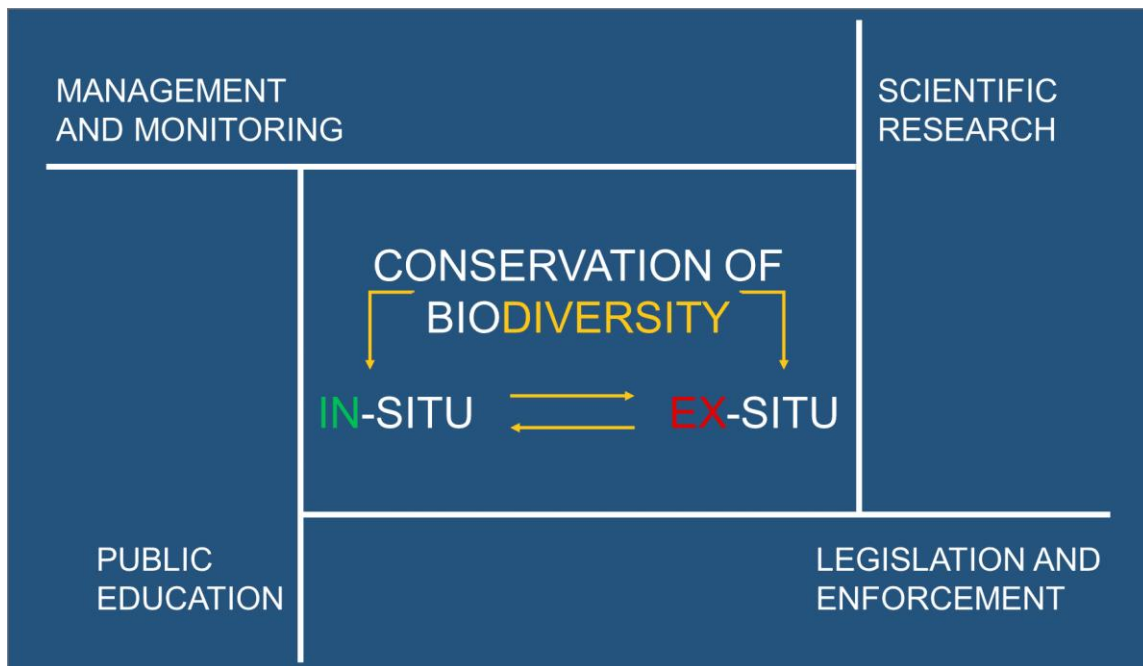 MANAGEMENT
AND MONITORING
SCIENTIFIC
RESEARCH
CONSERVATION OF
BIODIVERSITY
IN-SITU
EX-SITU
PUBLIC
EDUCATION
LEGISLATION AND
ENFORCEMENT